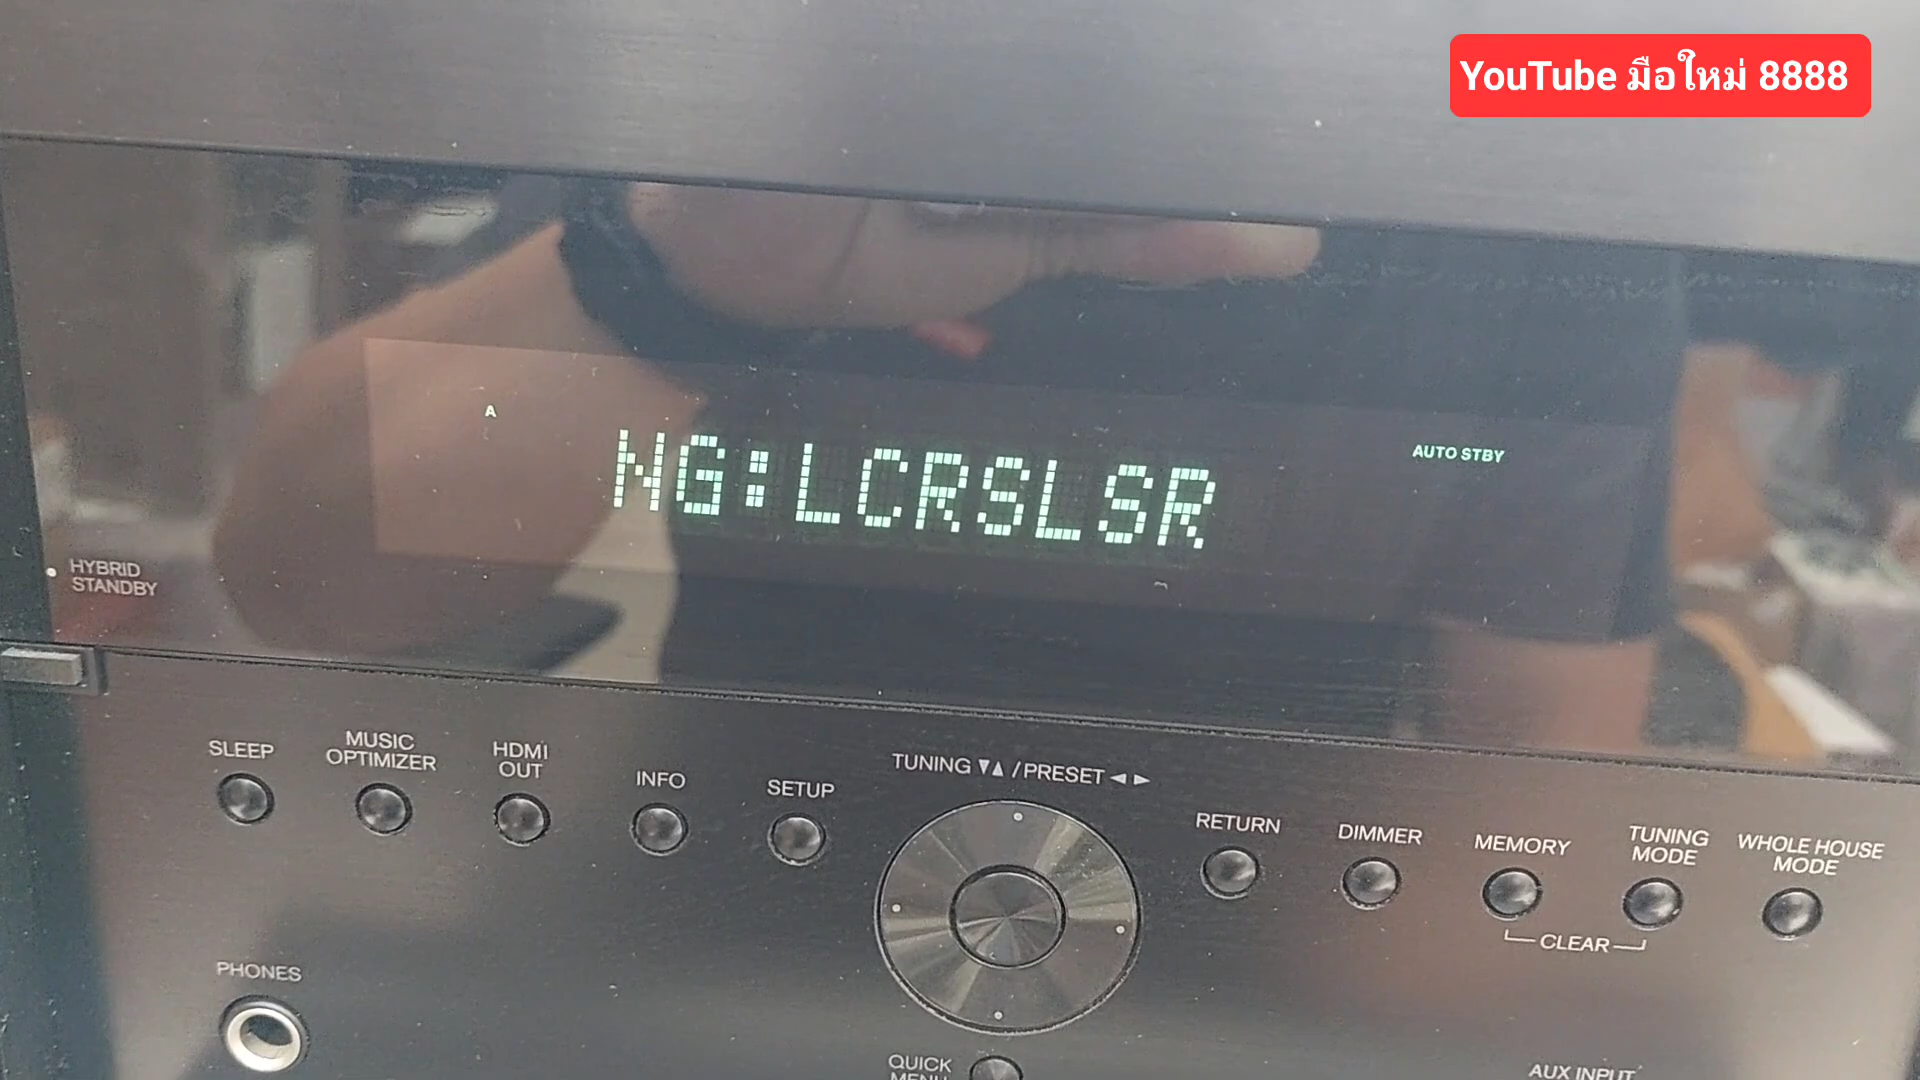 YouTube มือใหม่ 8888
A
NG:LCRSLSR
AUTO STBY
HYBRID
STANDBY
SLEEP
MUSIC
OPTIMIZER
HDMI
OUT
INFO
SETUP
TUNING ▼▲ / PRESET ◄ ►
RETURN
DIMMER
MEMORY
TUNING
MODE
WHOLE HOUSE
MODE
CLEAR
PHONES
QUICK
MENU
AUX INPUT